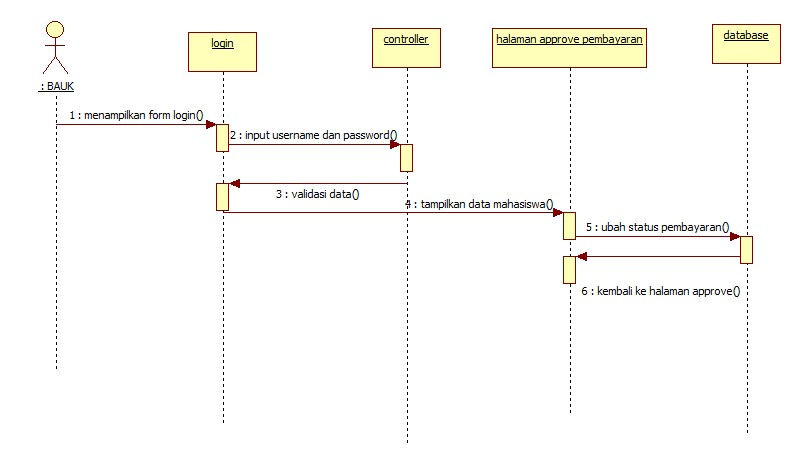 login
controller
halaman approve pembayaran
database
: BAUK
1 : menampilkan form login()
2 : input username dan password()
3 : validasi data()
4 : tampilkan data mahasiswa()
5 : ubah status pembayaran()
6 : kembali ke halaman approve()